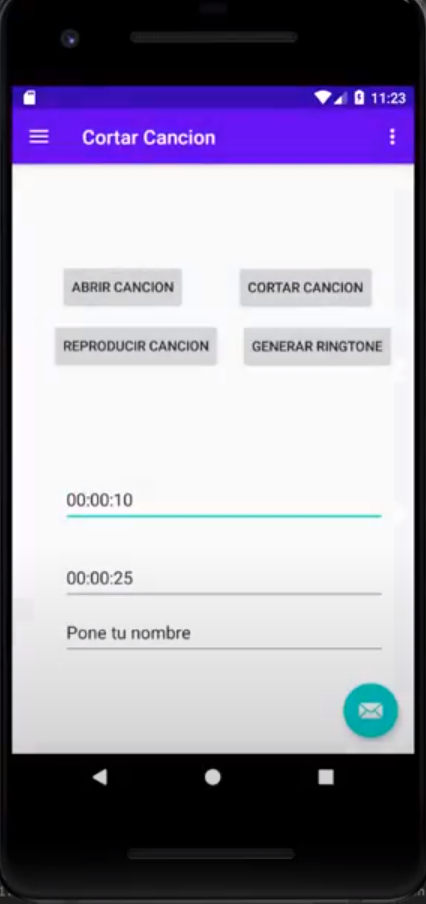 11:23
Cortar Cancion
ABRIR CANCION CORTAR CANCION
REPRODUCIR CANCION GENERAR RINGTONE
00:00:10
00:00:25
Pone tu nombre